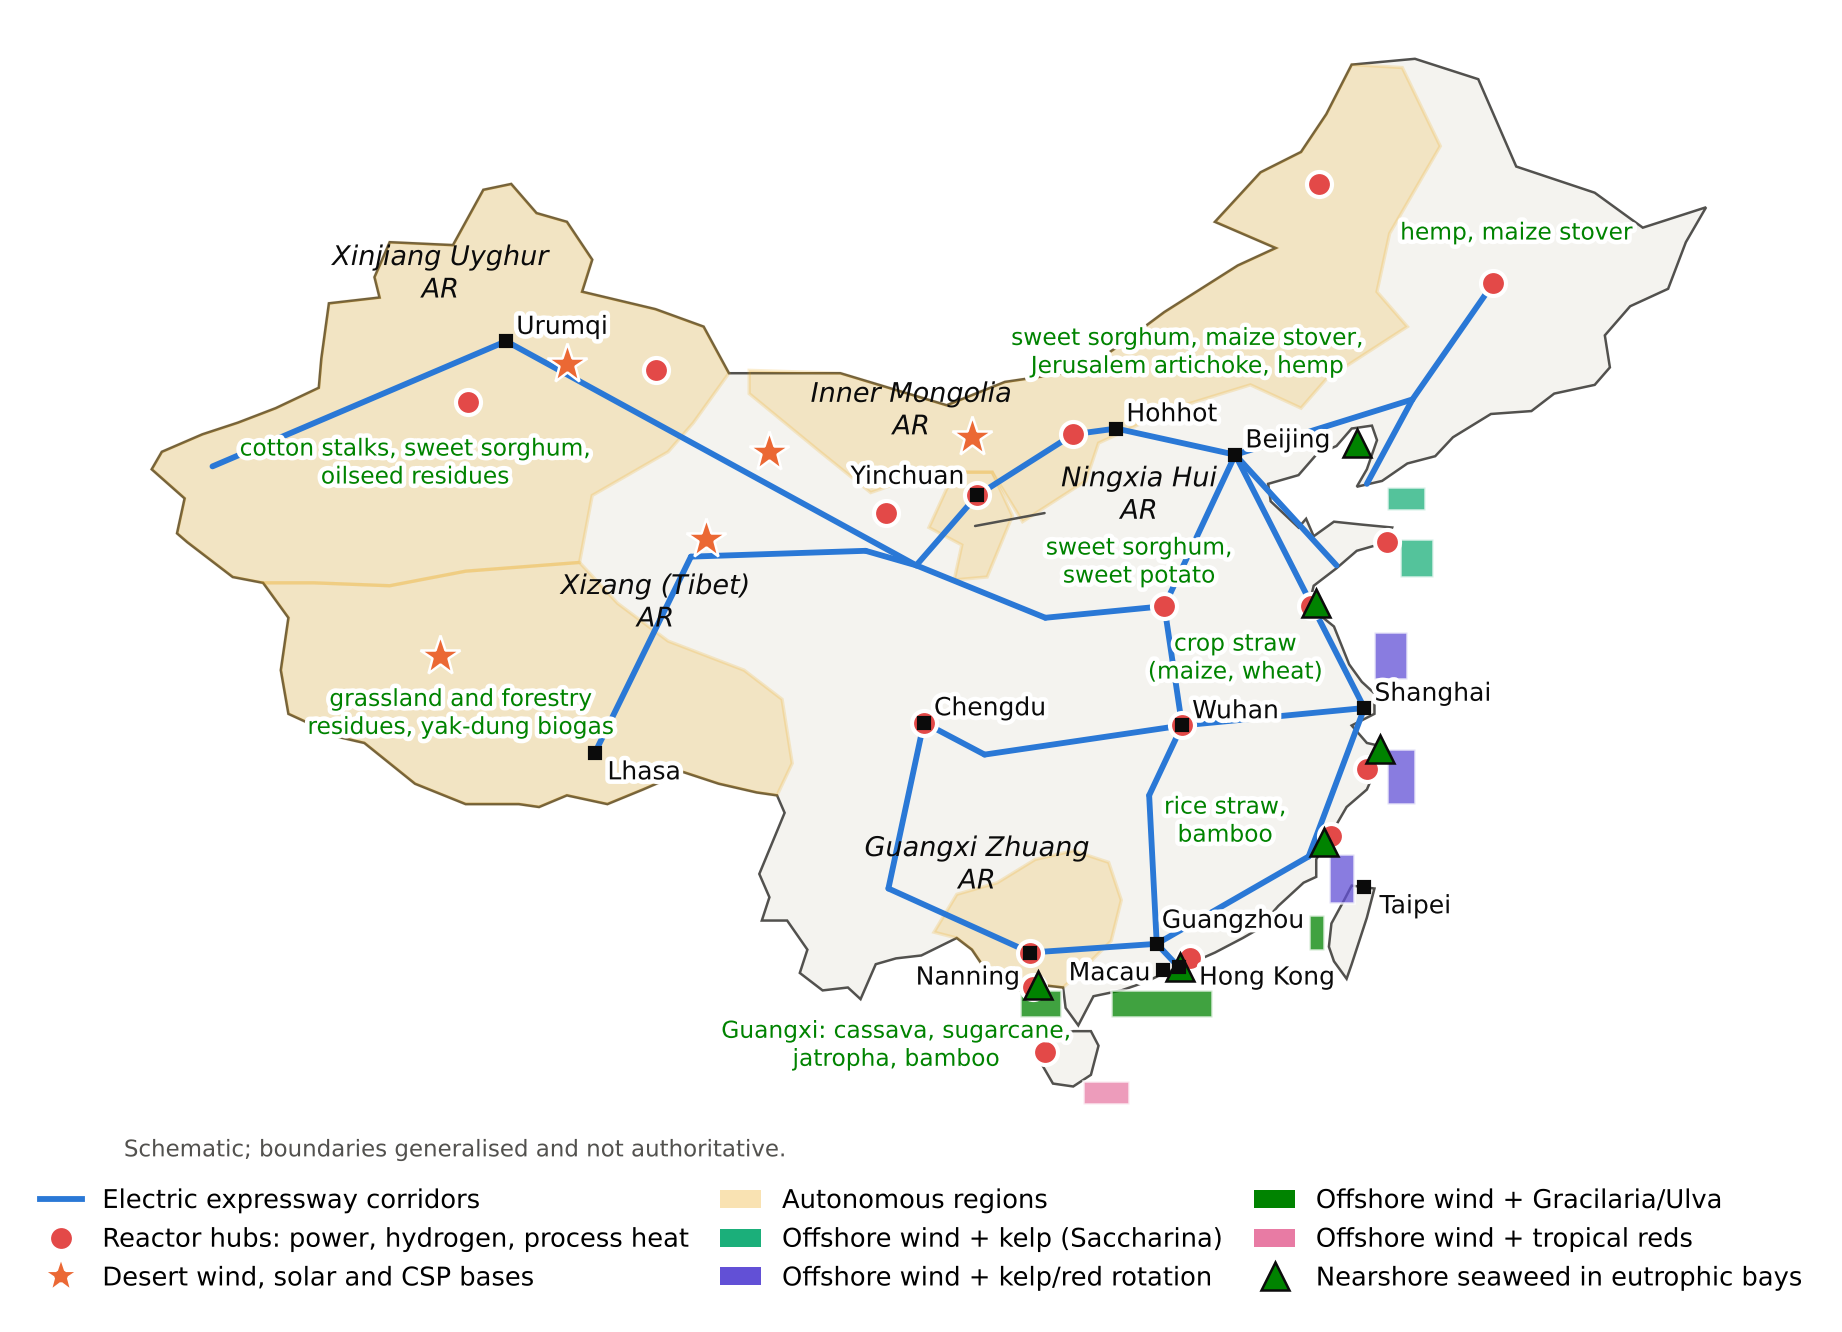 hemp, maize stover
Xinjiang Uyghur
AR
Urumqi
sweet sorghum, maize stover,
Jerusalem artichoke, hemp
Inner Mongolia
AR
Hohhot
Beijing
cotton stalks, sweet sorghum,
oilseed residues
Yinchuan
Ningxia Hui
AR
sweet sorghum,
sweet potato
Xizang (Tibet)
AR
crop straw
(maize, wheat)
grassland and forestry
residues, yak-dung biogas
Shanghai
Chengdu
Wuhan
Lhasa
rice straw,
bamboo
Guangxi Zhuang
AR
Taipei
Guangzhou
Nanning
Macau
Hong Kong
Guangxi: cassava, sugarcane,
jatropha, bamboo
Schematic; boundaries generalised and not authoritative.
Electric expressway corridors
Reactor hubs: power, hydrogen, process heat
Desert wind, solar and CSP bases
Autonomous regions
Offshore wind + kelp (Saccharina)
Offshore wind + kelp/red rotation
Offshore wind + Gracilaria/Ulva
Offshore wind + tropical reds
Nearshore seaweed in eutrophic bays